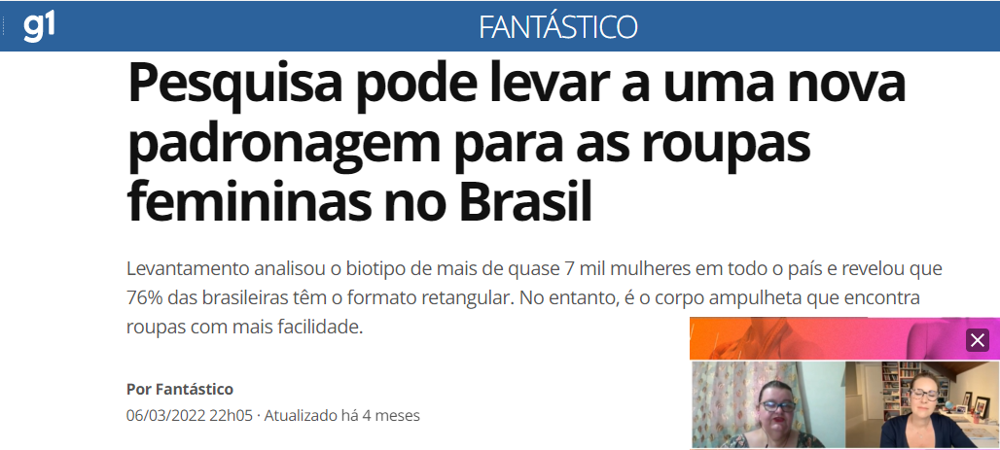 g1
FANTÁSTICO
Pesquisa pode levar a uma nova
padronagem para as roupas
femininas no Brasil
Levantamento analisou o biotipo de mais de quase 7 mil mulheres em todo o país e revelou que
76% das brasileiras têm o formato retangular. No entanto, é o corpo ampulheta que encontra
roupas com mais facilidade.
Por Fantástico
06/03/2022 22h05 · Atualizado há 4 meses